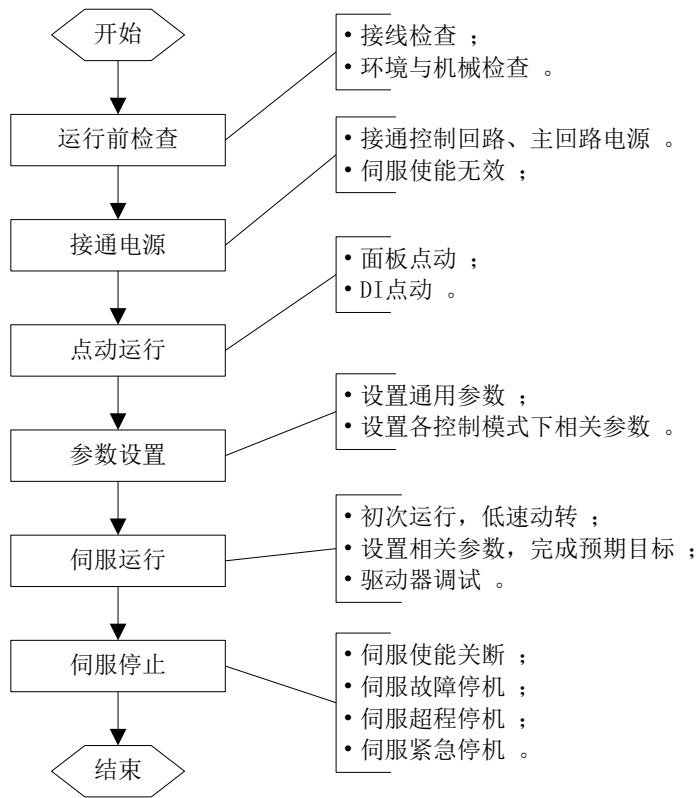 开始
·接线检查；
·环境与机械检查。
运行前检查
·接通控制回路、主回路电源。
·伺服使能无效；
接通电源
·面板点动；
·DI点动。
点动运行
·设置通用参数；
·设置各控制模式下相关参数。
参数设置
·初次运行，低速动转；
·设置相关参数，完成预期目标；
·驱动器调试。
伺服运行
·伺服使能关断；
·伺服故障停机；
·伺服超程停机；
·伺服紧急停机。
伺服停止
结束